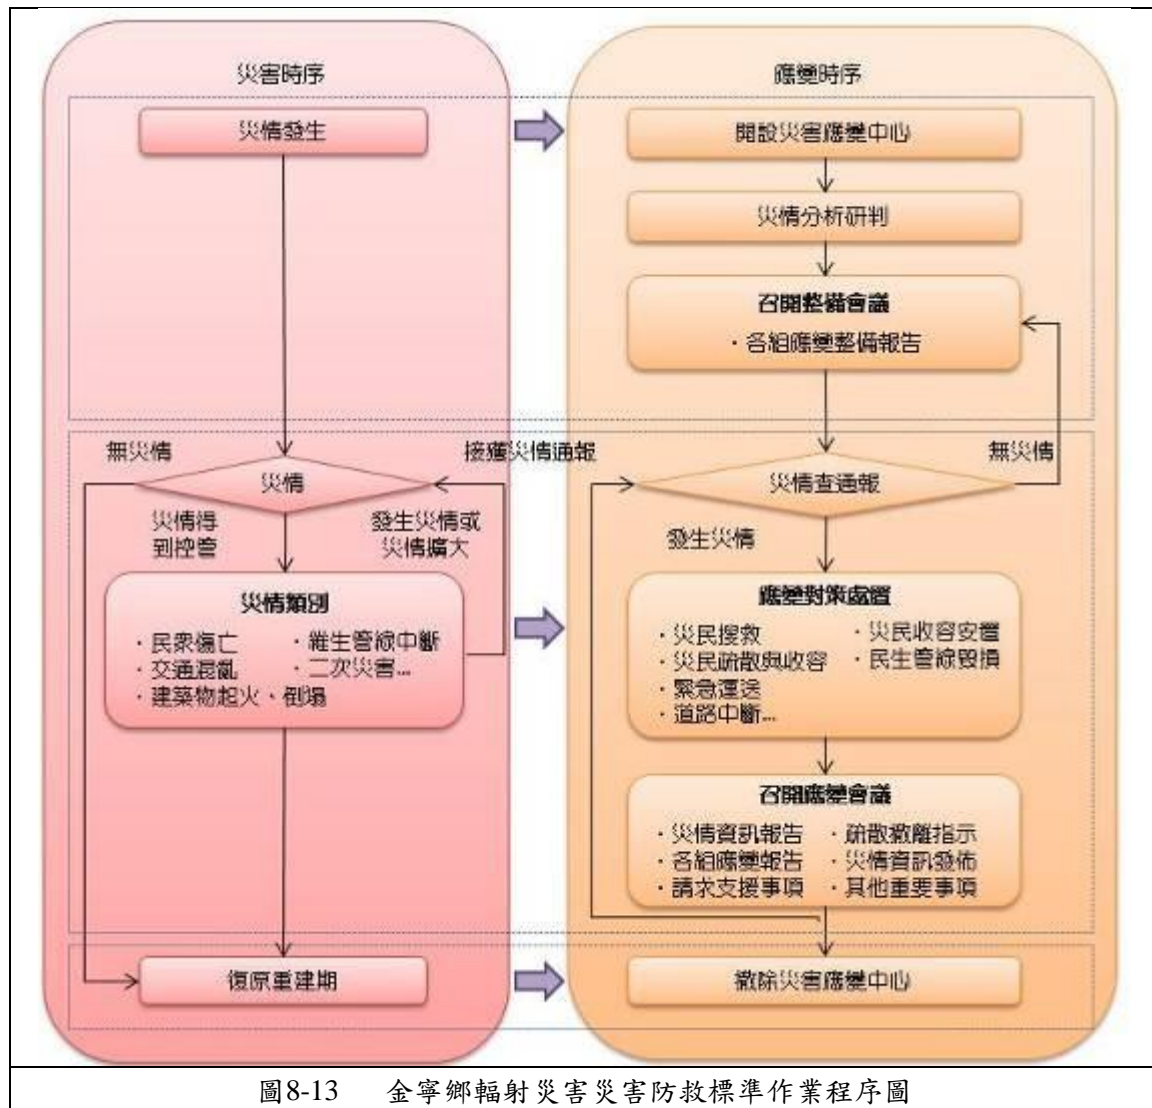 災害時序
應變時序
災情發生
開設災害應變中心
災情分析研判
召開整備會議
・各組應變整備報告
無災情
接獲災情通報
無災情
災情
災情查通報
災情得
到控管
發生災情或
災情擴大
發生災情
災情類別
・民眾傷亡
・維生管線中斷
・交通混亂
・二次災害...
・建築物起火、倒塌
應變對策處置
・災民搜救
・災民收容安置
・災民疏散與收容
・民生管線毀損
・緊急運送
・道路中斷...
召開應變會議
・災情資訊報告
・疏散撤離指示
・各組應變報告
・災情資訊發佈
・請求支援事項
・其他重要事項
復原重建期
撤除災害應變中心
圖8-13 金寧鄉輻射災害災害防救標準作業程序圖